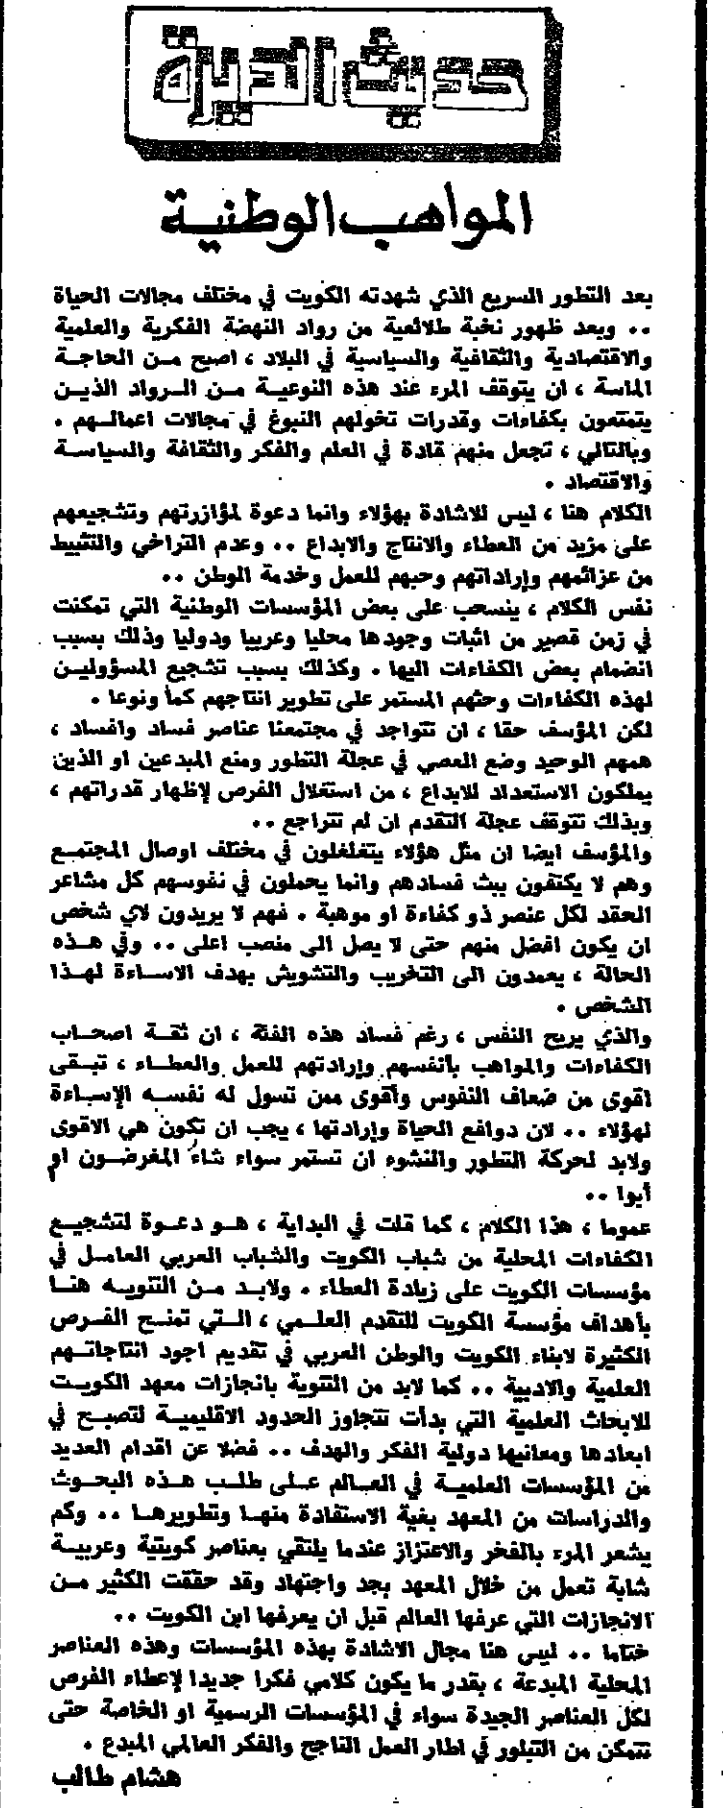 حديث الديرة
المواهب الوطنية
بعد التطور السريع الذي شهدته الكويت في مختلف مجالات الحياة
.. وبعد ظهور نخبة طلائعية من رواد النهضة الفكرية والعلمية
والاقتصادية والثقافية والسياسية في البلاد ، اصبح من الحاجة
الماسة ، ان يتوقف المرء عند هذه النوعية من الرواد الذين
يتمتعون بكفاءات وقدرات تخولهم النبوغ في مجالات اعمالهم .
وبالتالي ، تجعل منهم قادة في العلم والفكر والثقافة والسياسة
والاقتصاد .
الكلام هنا ، ليس للاشادة بهؤلاء وانما دعوة لمؤازرتهم وتشجيعهم
على مزيد من العطاء والانتاج والابداع .. وعدم التراخي والتثبيط
من عزائمهم وإراداتهم وحبهم للعمل وخدمة الوطن ..
نفس الكلام ، ينسحب على بعض المؤسسات الوطنية التي تمكنت
في زمن قصير من اثبات وجودها محليا وعربيا ودوليا وذلك بسبب
انضمام بعض الكفاءات اليها . وكذلك بسبب تشجيع المسؤولين
لهذه الكفاءات وحثهم المستمر على تطوير انتاجهم كما ونوعا .
لكن المؤسف حقا ، ان تتواجد في مجتمعنا عناصر فساد وافساد ،
همهم الوحيد وضع العصي في عجلة التطور ومنع المبدعين او الذين
يملكون الاستعداد للابداع ، من استغلال الفرص لإظهار قدراتهم ،
وبذلك تتوقف عجلة التقدم ان لم تتراجع ..
والمؤسف ايضا ان مثل هؤلاء يتغلغلون في مختلف اوصال المجتمع
وهم لا يكتفون ببث فسادهم وانما يحملون في نفوسهم كل مشاعر
الحقد لكل عنصر ذو كفاءة او موهبة . فهم لا يريدون لاي شخص
ان يكون افضل منهم حتى لا يصل الى منصب اعلى .. وفي هذه
الحالة ، يعمدون الى التخريب والتشويش بهدف الاساءة لهذا
الشخص .
والذي يريح النفس ، رغم فساد هذه الفئة ، ان ثقة اصحاب
الكفاءات والمواهب بأنفسهم وإرادتهم للعمل والعطاء ، تبقى
اقوى من ضعاف النفوس وأقوى ممن تسول له نفسه الإساءة
لهؤلاء .. لان دوافع الحياة وإرادتها ، يجب ان تكون هي الاقوى
ولابد لحركة التطور والنشوء ان تستمر سواء شاء المغرضون او
أبوا ..
عموما ، هذا الكلام ، كما قلت في البداية ، هو دعوة لتشجيع
الكفاءات المحلية من شباب الكويت والشباب العربي العامل في
مؤسسات الكويت على زيادة العطاء . ولابد من التنويه هنا
بأهداف مؤسسة الكويت للتقدم العلمي ، التي تمنح الفرص
الكثيرة لابناء الكويت والوطن العربي في تقديم اجود انتاجاتهم
العلمية والادبية .. كما لابد من التنوية بانجازات معهد الكويت
للابحاث العلمية التي بدأت تتجاوز الحدود الاقليمية لتصبح في
ابعادها ومعانيها دولية الفكر والهدف .. فضلا عن اقدام العديد
من المؤسسات العلمية في العالم على طلب هذه البحوث
والدراسات من المعهد بغية الاستفادة منها وتطويرها .. وكم
يشعر المرء بالفخر والاعتزاز عندما يلتقي بعناصر كويتية وعربية
شابة تعمل من خلال المعهد بجد واجتهاد وقد حققت الكثير من
الانجازات التي عرفها العالم قبل ان يعرفها ابن الكويت ..
ختاما .. ليس هنا مجال الاشادة بهذه المؤسسات وهذه العناصر
المحلية المبدعة ، بقدر ما يكون كلامي فكرا جديدا لإعطاء الفرص
لكل العناصر الجيدة سواء في المؤسسات الرسمية او الخاصة حتى
تتمكن من التبلور في اطار العمل الناجح والفكر العالمي المبدع .
هشام طالب